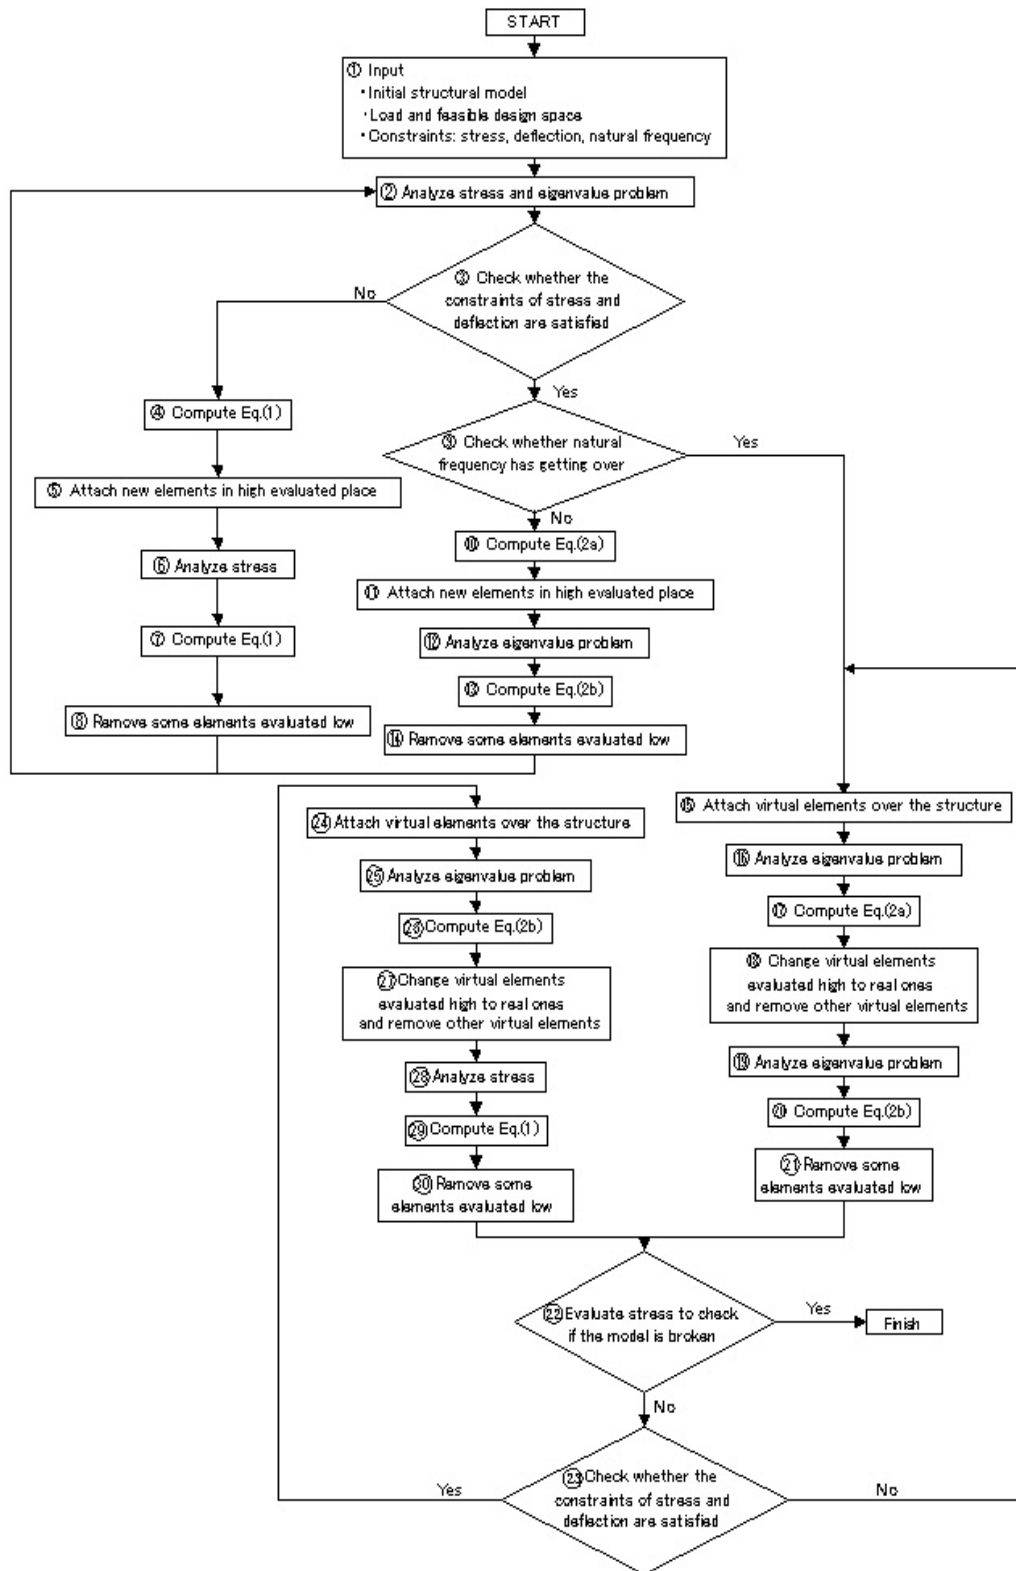 START
① Input
・Initial structural model
・Load and feasible design space
・Constraints: stress, deflection, natural frequency
② Analyze stress and eigenvalue problem
③ Check whether the
constraints of stress and
deflection are satisfied
No
Yes
④ Compute Eq.(1)
⑤ Attach new elements in high evaluated place
⑥ Analyze stress
⑦ Compute Eq.(1)
⑧ Remove some elements evaluated low
⑨ Check whether natural
frequency has getting over
Yes
No
⑩ Compute Eq.(2a)
⑪ Attach new elements in high evaluated place
⑫ Analyze eigenvalue problem
⑬ Compute Eq.(2b)
⑭ Remove some elements evaluated low
⑮ Attach virtual elements over the structure
⑯ Analyze eigenvalue problem
⑰ Compute Eq.(2a)
⑱ Change virtual elements
evaluated high to real ones
and remove other virtual elements
⑲ Analyze eigenvalue problem
⑳ Compute Eq.(2b)
㉑ Remove some
elements evaluated low
㉔ Attach virtual elements over the structure
㉕ Analyze eigenvalue problem
㉖ Compute Eq.(2b)
㉗ Change virtual elements
evaluated high to real ones
and remove other virtual elements
㉘ Analyze stress
㉙ Compute Eq.(1)
㉚ Remove some
elements evaluated low
㉒ Evaluate stress to check
if the model is broken
Yes
Finish
No
㉓ Check whether the
constraints of stress and
deflection are satisfied
Yes
No